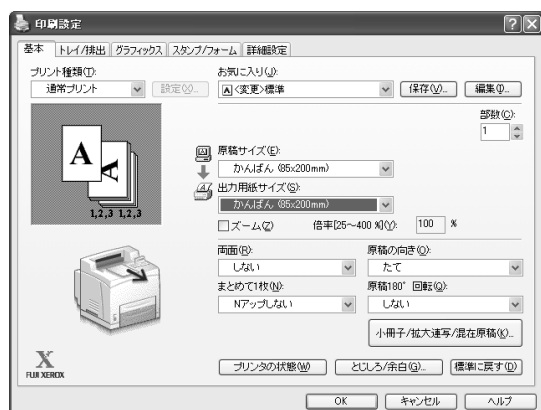 印刷設定
基本 トレイ/排出 グラフィックス スタンプ/フォーム 詳細設定
プリント種類(T):
通常プリント 設定(X)...
お気に入り(J):
A <変更>標準 保存(V)... 編集(I)...
部数(C):
1
原稿サイズ(E):
かんばん (85x200mm)
出力用紙サイズ(S):
かんばん (85x200mm)
ズーム(Z) 倍率[25～400 %](Y): 100 %
A A
1,2,3 1,2,3
両面(R):
しない
原稿の向き(O):
たて
まとめて1枚(N):
Nアップしない
原稿180° 回転(Q):
しない
小冊子/拡大連写/混在原稿(K)...
X
FUJI XEROX
プリンタの状態(W) とじしろ/余白(G)... 標準に戻す(D)
OK キャンセル ヘルプ